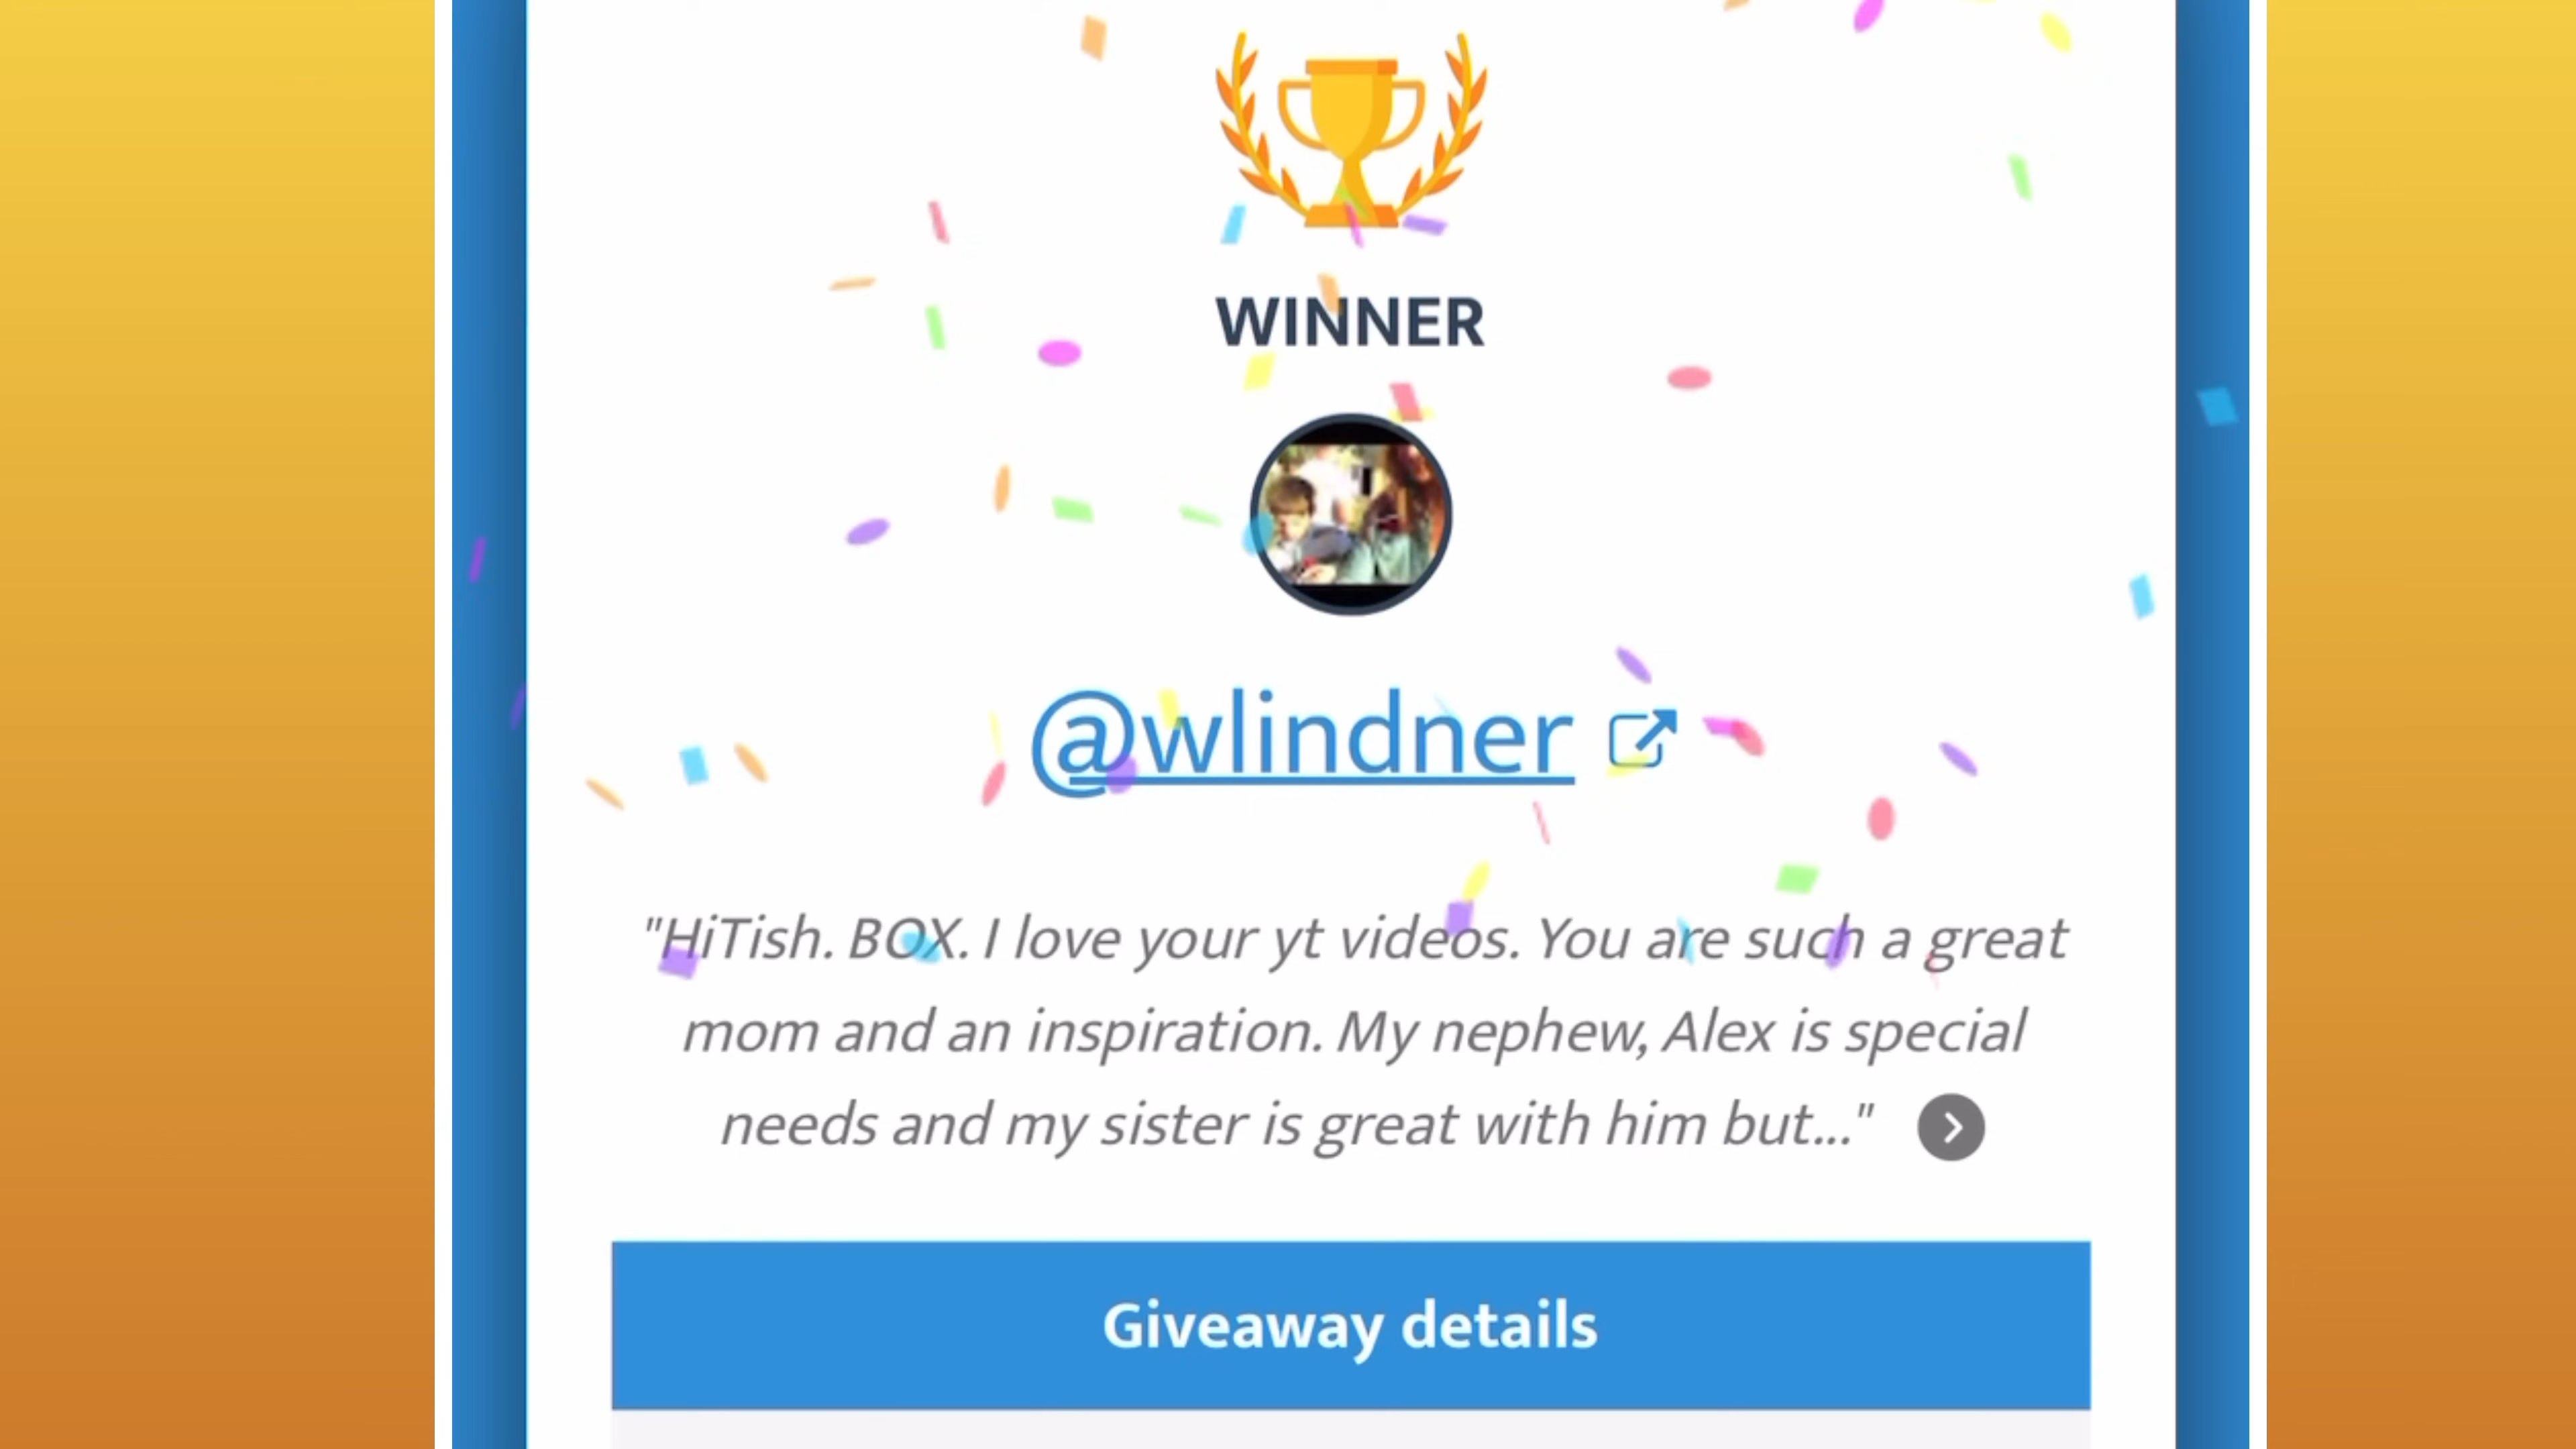 WINNER
@wlindner
"HiTish. BOX. I love your yt videos. You are such a great
mom and an inspiration. My nephew, Alex is special
needs and my sister is great with him but..."
Giveaway details